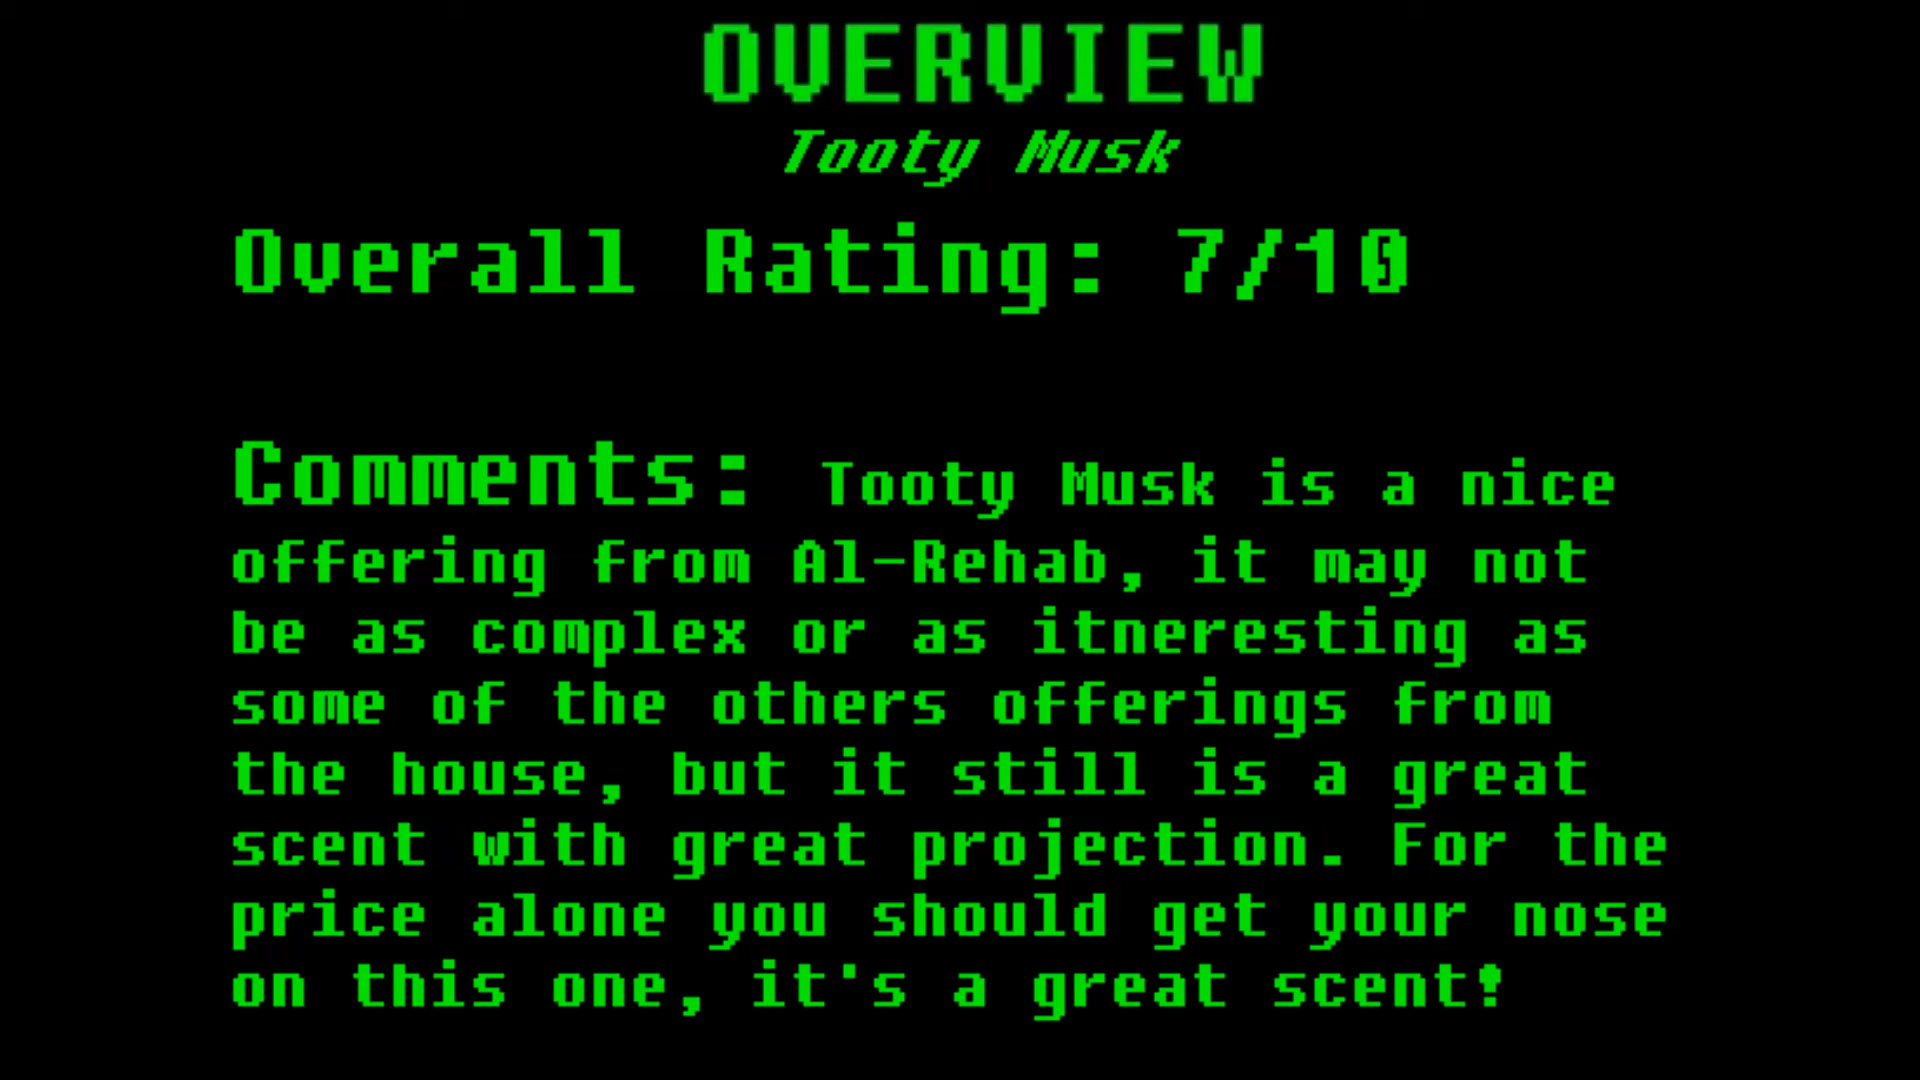 OVERVIEW
Tooty Musk
Overall Rating: 7/10
Comments: Tooty Musk is a nice
offering from Al-Rehab, it may not
be as complex or as itneresting as
some of the others offerings from
the house, but it still is a great
scent with great projection. For the
price alone you should get your nose
on this one, it's a great scent!